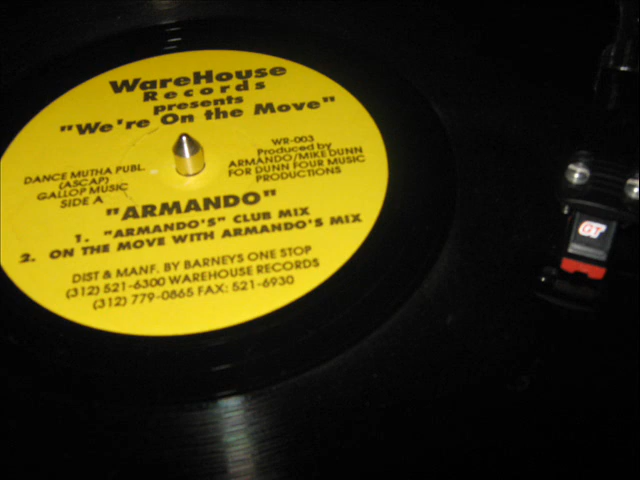 WareHouse
Records
presents
"We're On the Move"
WR-003
Produced by
ARMANDO/MIKE DUNN
FOR DUNN FOUR MUSIC
PRODUCTIONS
DANCE MUTHA PUBL.
(ASCAP)
GALLOP MUSIC
SIDE A
"ARMANDO"
1. "ARMANDO'S" CLUB MIX
2. ON THE MOVE WITH ARMANDO'S MIX
DIST & MANF. BY BARNEYS ONE STOP
(312) 521-6300 WAREHOUSE RECORDS
(312) 779-0865 FAX: 521-6930
GT